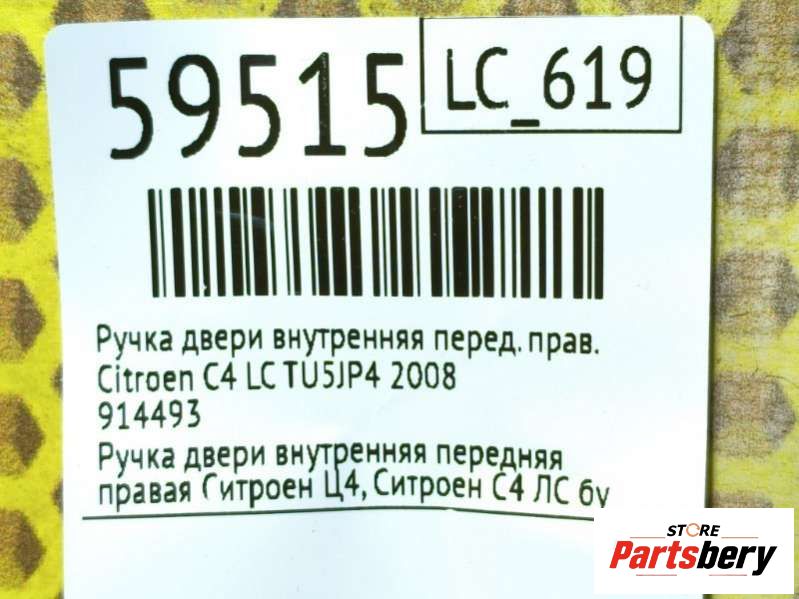 59515
LC_619
Ручка двери внутренняя перед. прав.
Citroen C4 LC TU5JP4 2008
914493
Ручка двери внутренняя передняя
правая Ситроен Ц4, Ситроен С4 ЛС бу
STORE
Partsbery